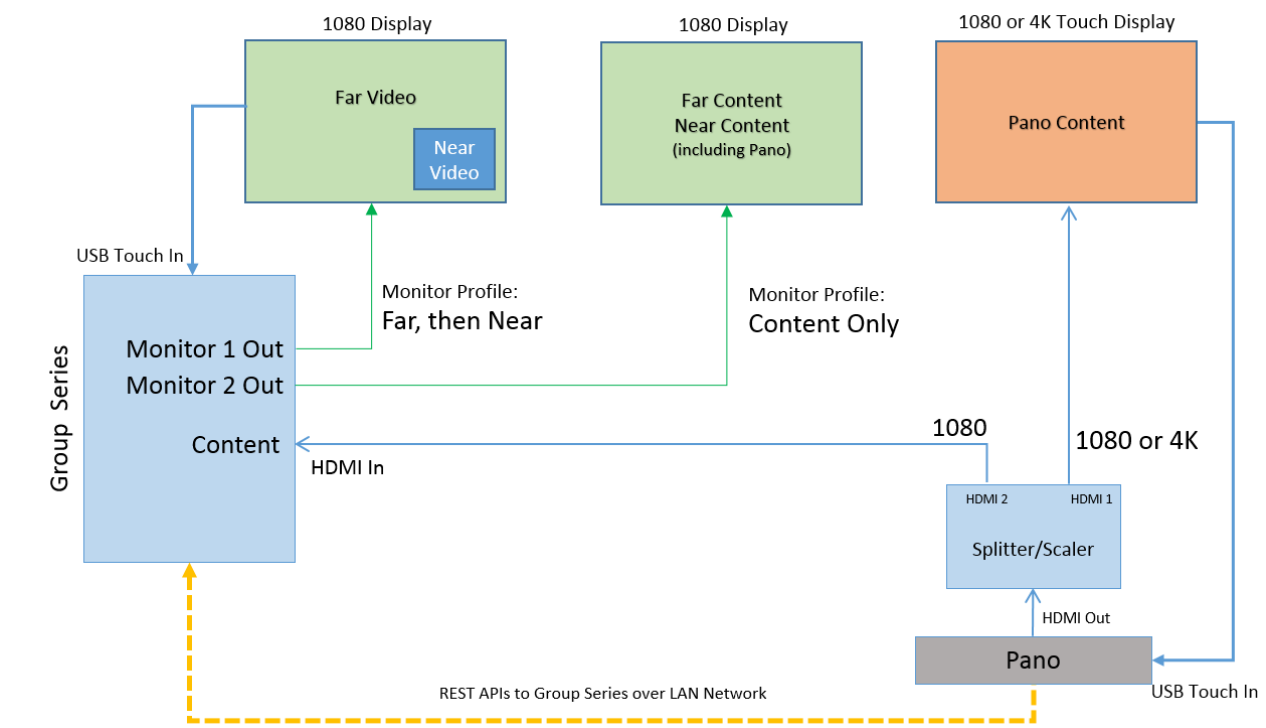 1080 Display
1080 Display
1080 or 4K Touch Display
Far Video
Near
Video
Far Content
Near Content
(including Pano)
Pano Content
USB Touch In
Monitor Profile:
Far, then Near
Monitor Profile:
Content Only
Group Series
Monitor 1 Out
Monitor 2 Out
Content
HDMI In
1080
1080 or 4K
HDMI 2
HDMI 1
Splitter/Scaler
HDMI Out
Pano
USB Touch In
REST APIs to Group Series over LAN Network